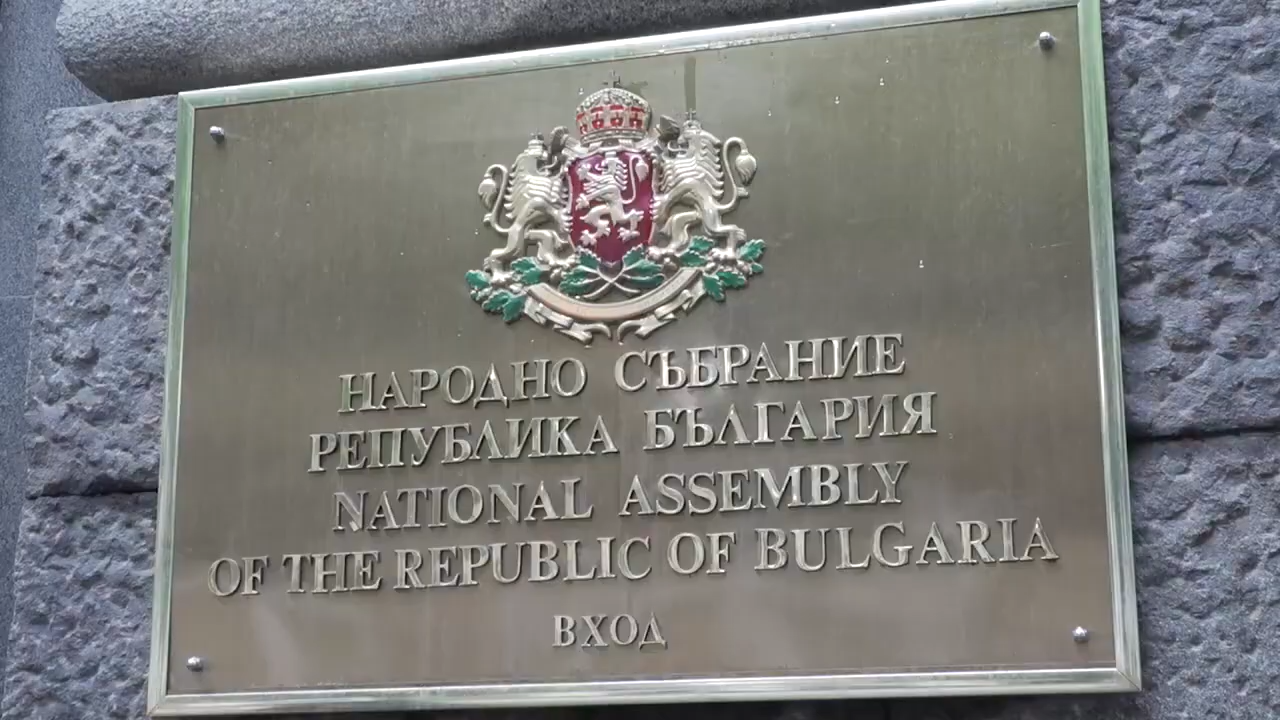 НАРОДНО СЪБРАНИЕ
РЕПУБЛИКА БЪЛГАРИЯ
NATIONAL ASSEMBLY
OF THE REPUBLIC OF BULGARIA
ВХОД